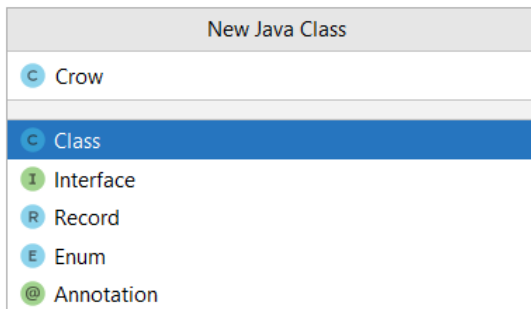 New Java Class
C Crow
C Class
I Interface
R Record
E Enum
@ Annotation